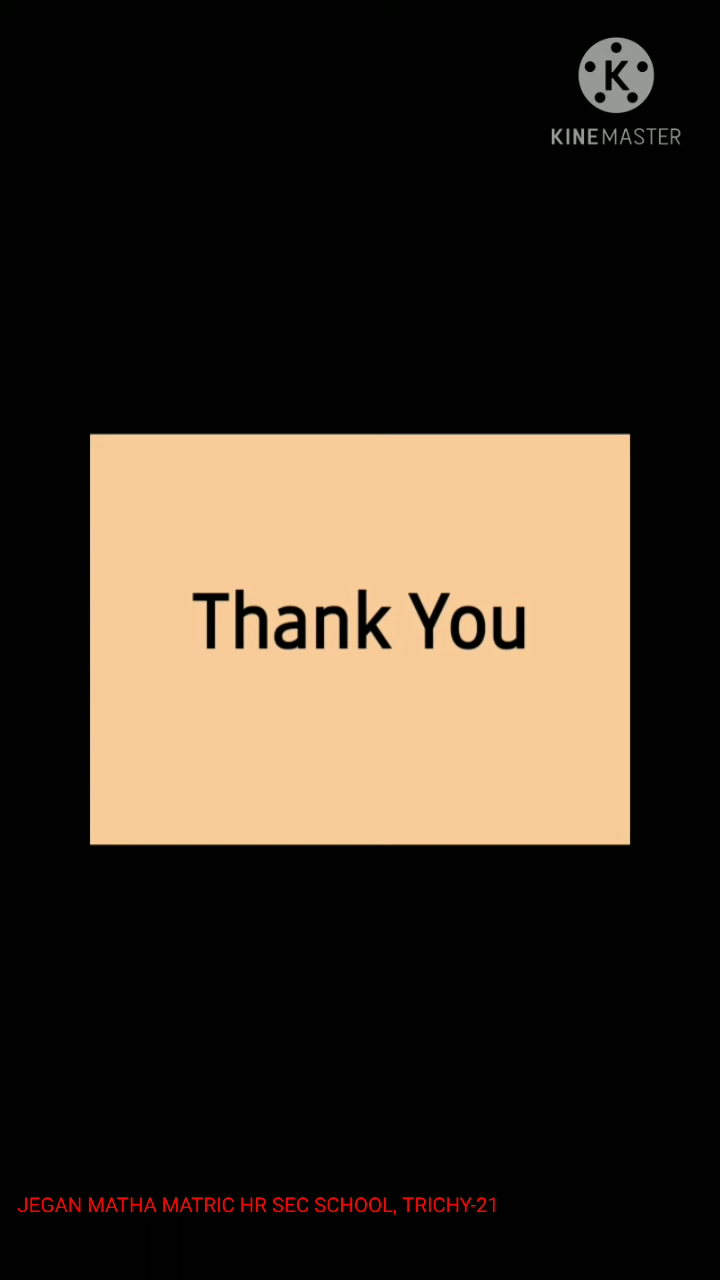 K
KINEMASTER
Thank You
JEGAN MATHA MATRIC HR SEC SCHOOL, TRICHY-21